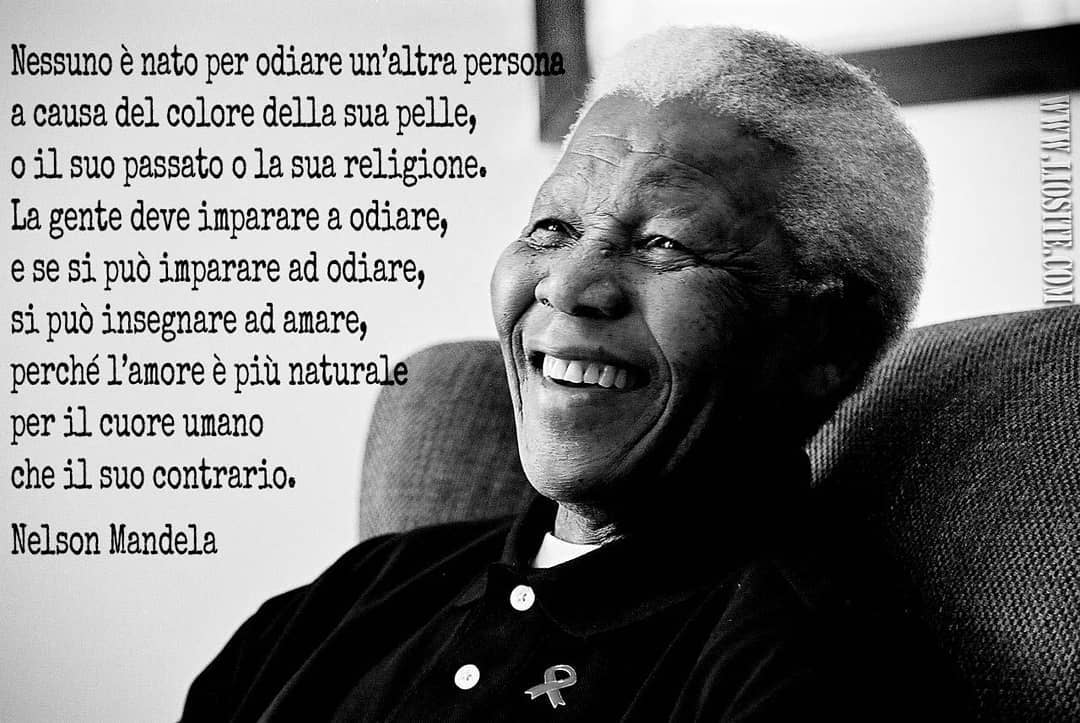 Nessuno è nato per odiare un'altra persona
a causa del colore della sua pelle,
o il suo passato o la sua religione.
La gente deve imparare a odiare,
e se si può imparare ad odiare,
si può insegnare ad amare,
perché l'amore è più naturale
per il cuore umano
che il suo contrario.
Nelson Mandela
WWW.LIOSITE.COM